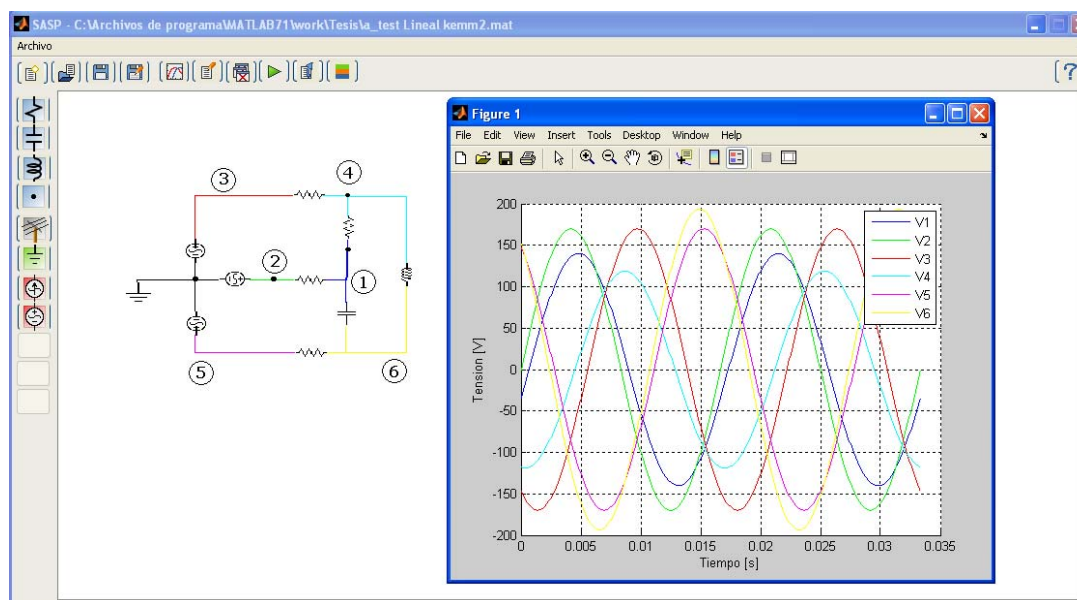 SASP - C:\Archivos de programa\MATLAB71\work\Tesis\a_test Lineal kemm2.mat
Archivo
?
3
4
2
1
5
6
Figure 1
File Edit View Insert Tools Desktop Window Help
200
150
100
50
0
-50
-100
-150
-200
Tension [V]
0 0.005 0.01 0.015 0.02 0.025 0.03 0.035
Tiempo [s]
V1
V2
V3
V4
V5
V6